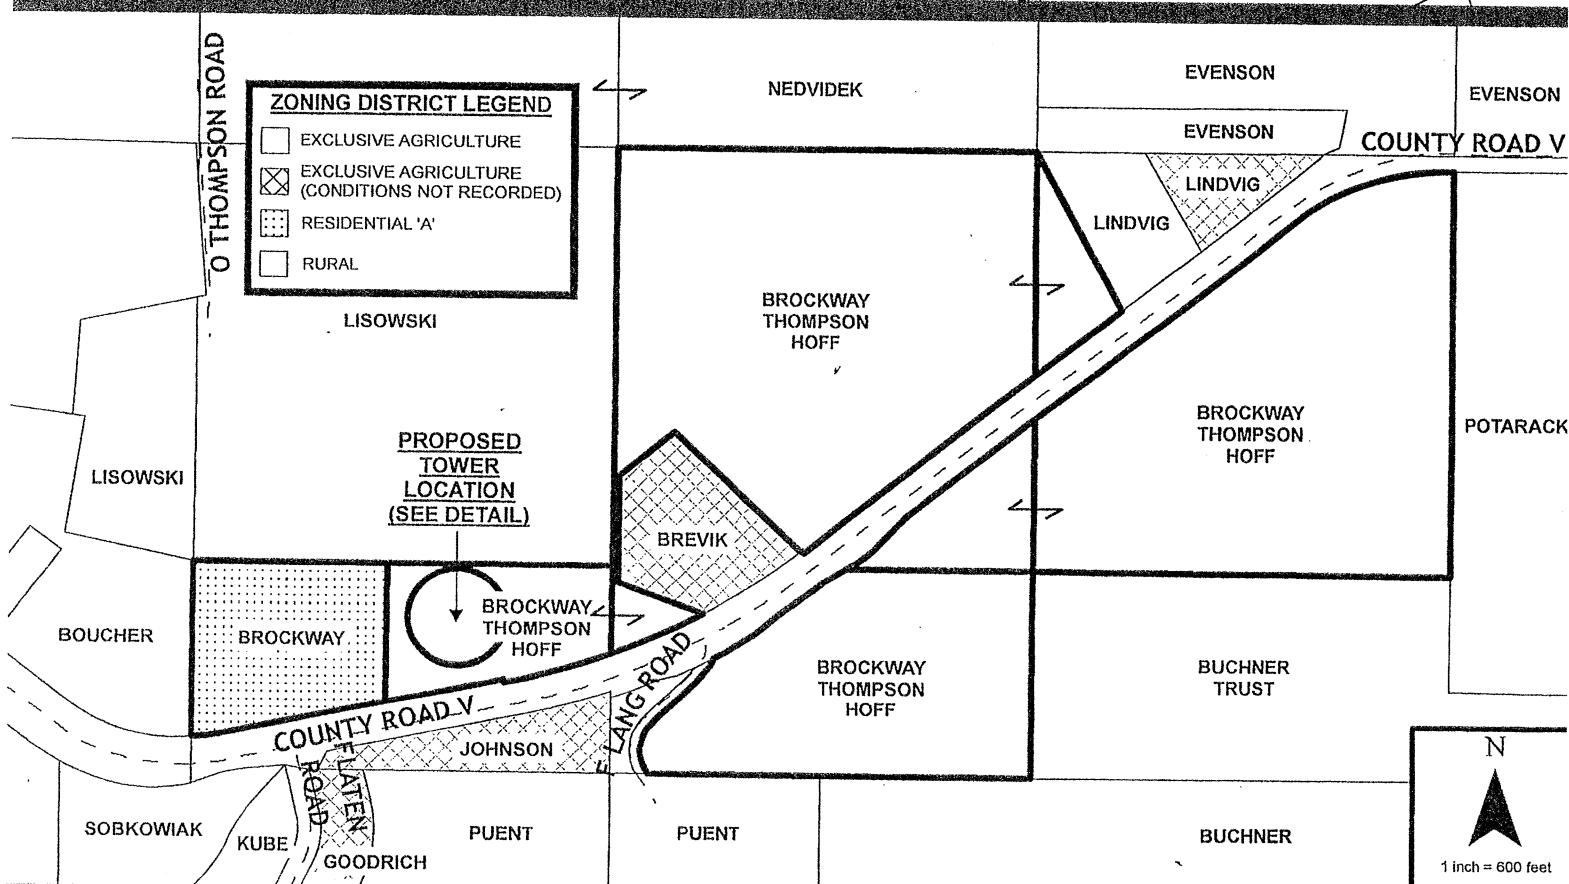 O THOMPSON ROAD
ZONING DISTRICT LEGEND
EXCLUSIVE AGRICULTURE
EXCLUSIVE AGRICULTURE
(CONDITIONS NOT RECORDED)
RESIDENTIAL 'A'
RURAL
NEDVIDEK
EVENSON
EVENSON
EVENSON
COUNTY ROAD V
LINDVIG
LINDVIG
LISOWSKI
BROCKWAY
THOMPSON
HOFF
BROCKWAY
THOMPSON
HOFF
POTARACK
LISOWSKI
PROPOSED
TOWER
LOCATION
(SEE DETAIL)
BREVIK
BOUCHER
BROCKWAY
BROCKWAY
THOMPSON
HOFF
BROCKWAY
THOMPSON
HOFF
BUCHNER
TRUST
COUNTY ROAD V
E LANG ROAD
JOHNSON
FLATEN
ROAD
SOBKOWIAK
KUBE
GOODRICH
PUENT
PUENT
BUCHNER
N
1 inch = 600 feet